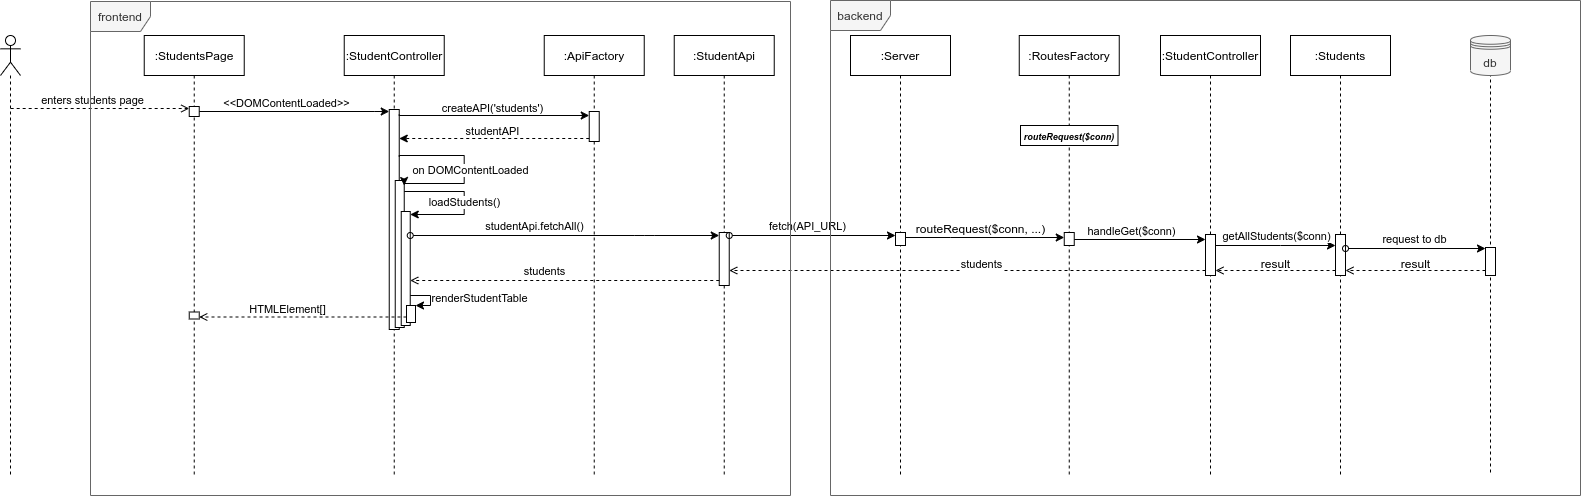 frontend
backend
:StudentsPage
:StudentController
:ApiFactory
:StudentApi
:Server
:RoutesFactory
:StudentController
:Students
db
enters students page
<<DOMContentLoaded>>
createAPI('students')
studentAPI
routeRequest($conn)
on DOMContentLoaded
loadStudents()
studentApi.fetchAll()
fetch(API_URL)
routeRequest($conn, ...)
handleGet($conn)
getAllStudents($conn)
request to db
students
students
result
result
renderStudentTable
HTMLElement[]